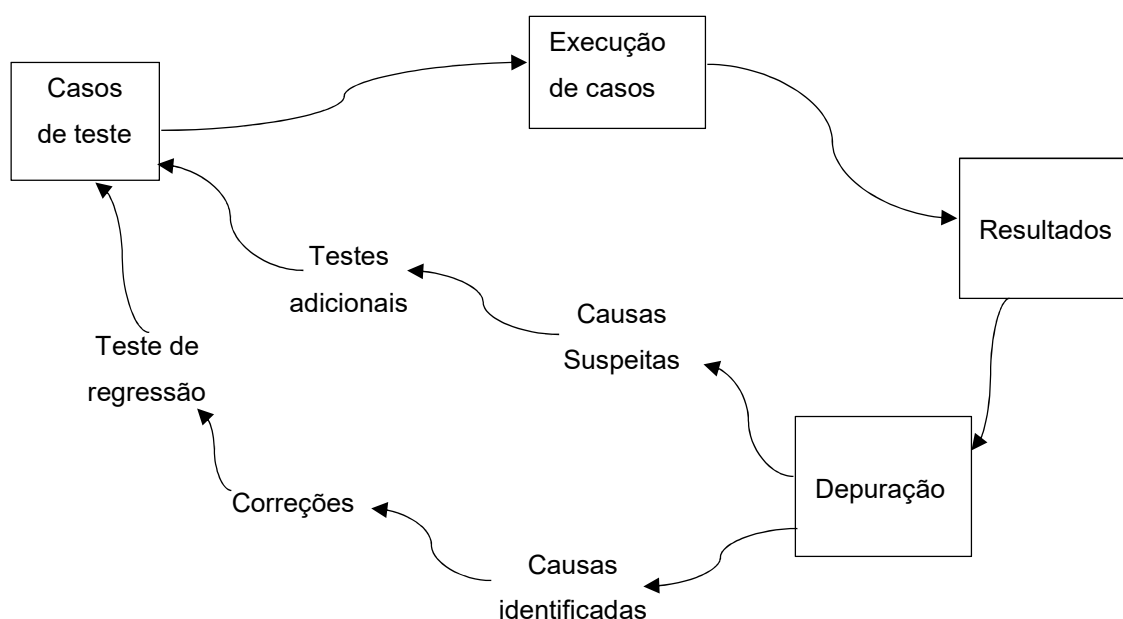 Execução
de casos
Casos
de teste
Resultados
Testes
adicionais
Causas
Suspeitas
Teste de
regressão
Depuração
Correções
Causas
identificadas